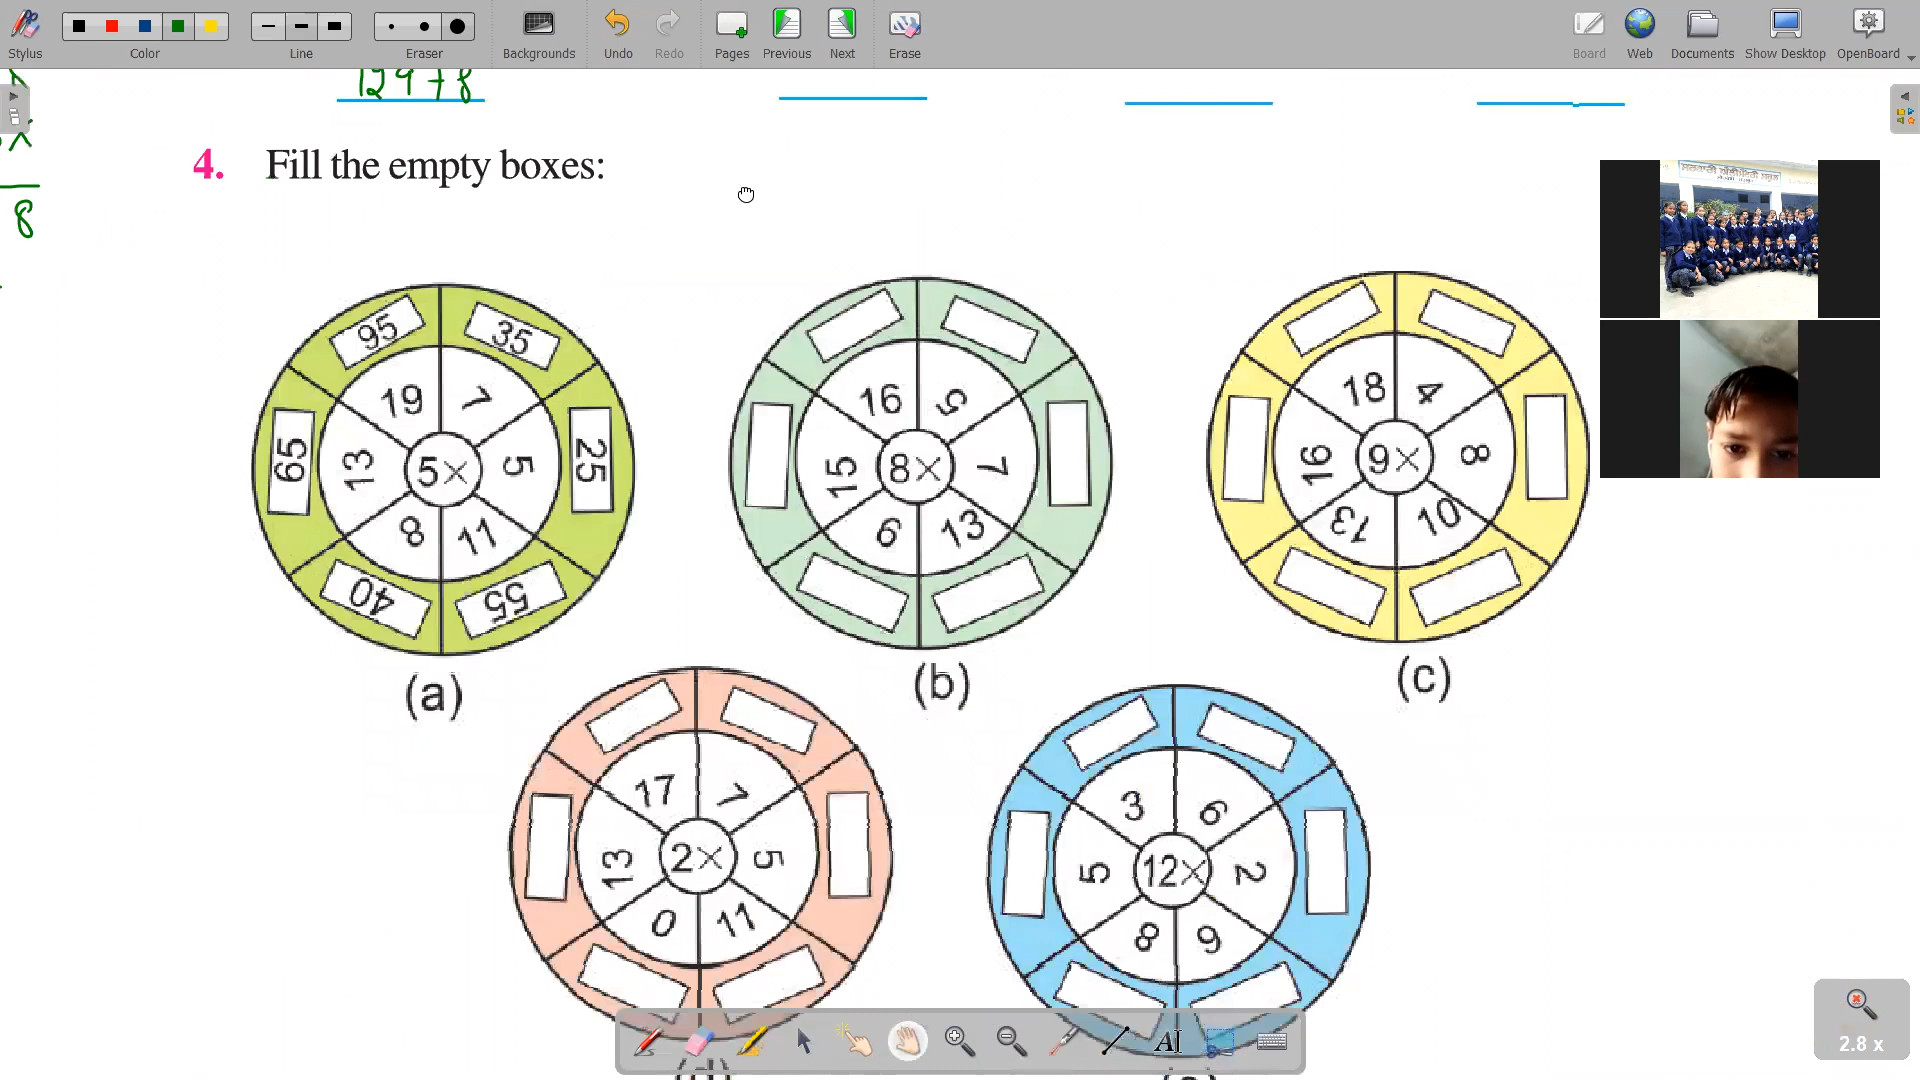 Stylus Color Line Eraser Backgrounds Undo Redo Pages Previous Next Erase Board Web Documents Show Desktop OpenBoard
12978
8
4. Fill the empty boxes:
95 35
19 7
65 13 5× 5 25
8 11
40 55
(a)
16 5
15 8× 7
6 13
(b)
18 4
16 9× 8
13 10
(c)
17 7
13 2× 5
0 11
3 6
5 12× 2
8 9
2.8 x